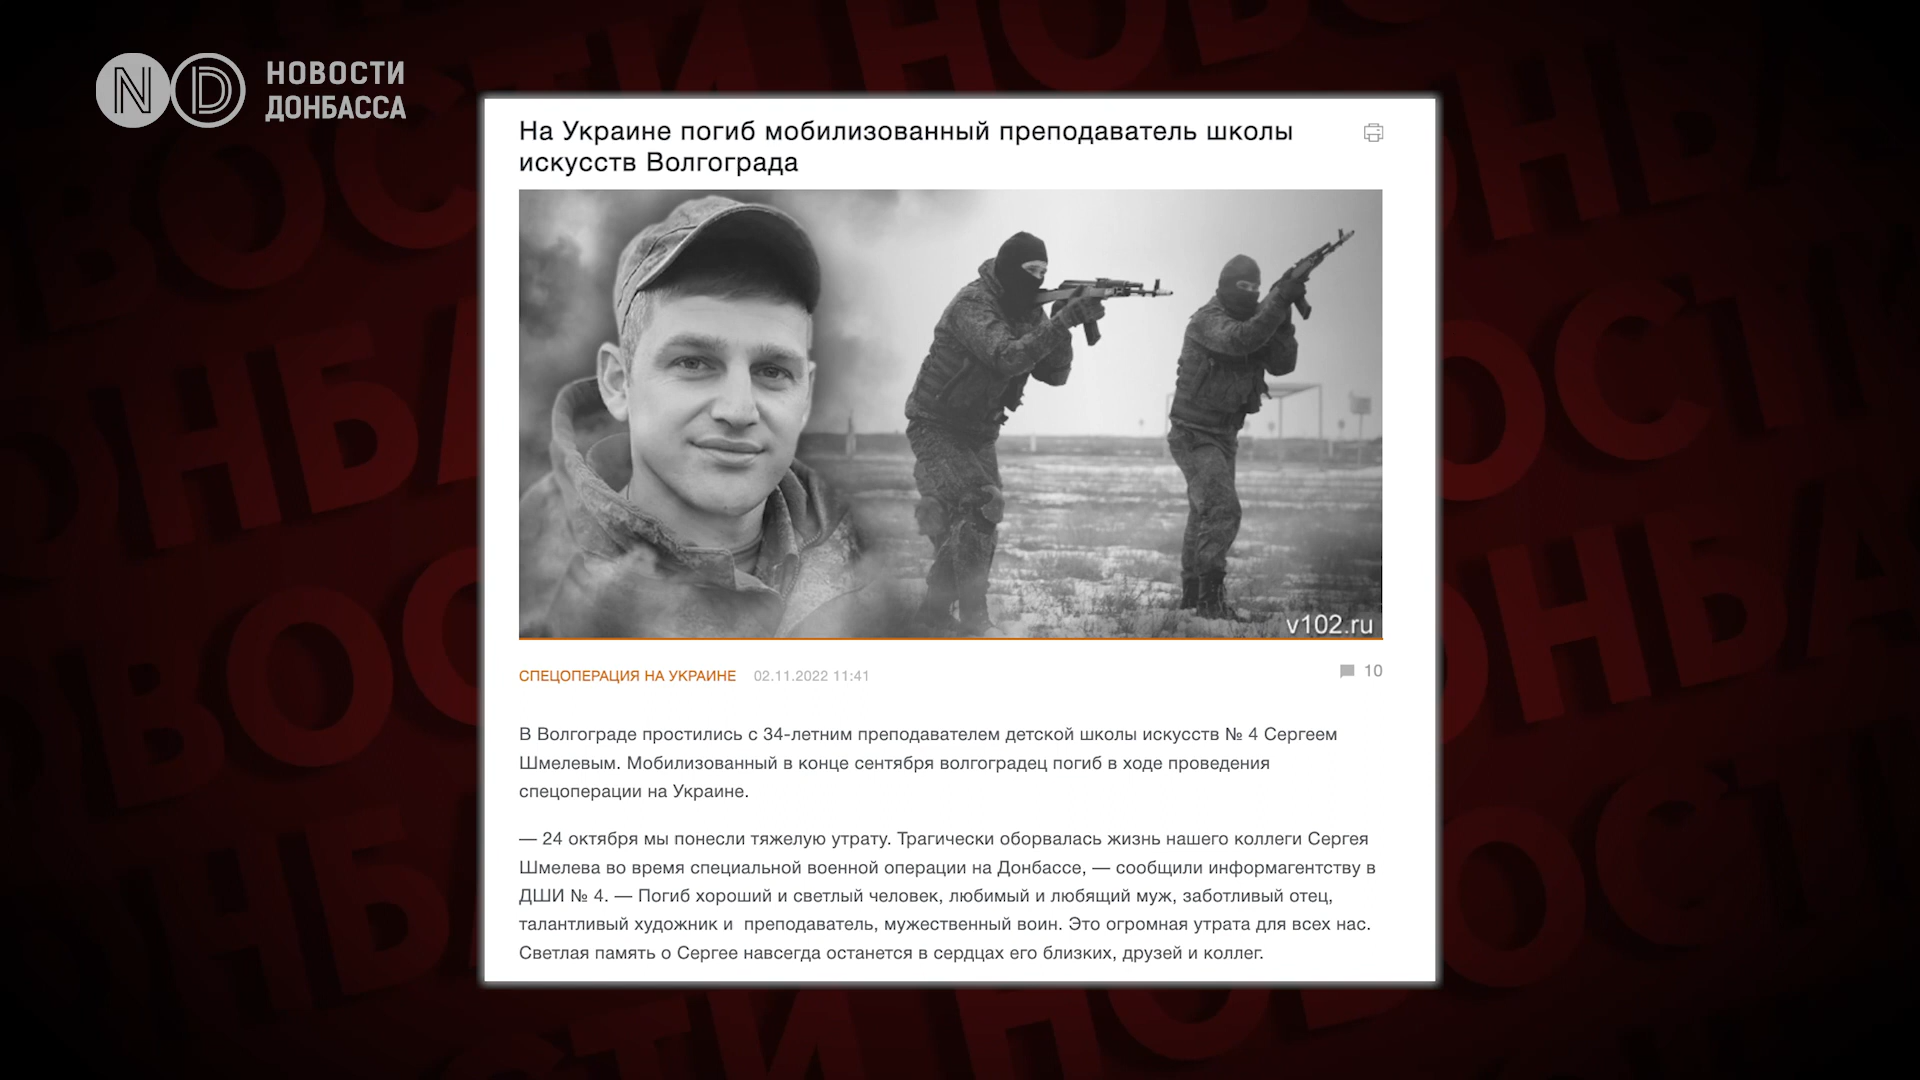 НОВОСТИ
ДОНБАССА
На Украине погиб мобилизованный преподаватель школы
искусств Волгограда
v102.ru
СПЕЦОПЕРАЦИЯ НА УКРАИНЕ 02.11.2022 11:41
10
В Волгограде простились с 34-летним преподавателем детской школы искусств № 4 Сергеем
Шмелевым. Мобилизованный в конце сентября волгоградец погиб в ходе проведения
спецоперации на Украине.
— 24 октября мы понесли тяжелую утрату. Трагически оборвалась жизнь нашего коллеги Сергея
Шмелева во время специальной военной операции на Донбассе, — сообщили информагентству в
ДШИ № 4. — Погиб хороший и светлый человек, любимый и любящий муж, заботливый отец,
талантливый художник и преподаватель, мужественный воин. Это огромная утрата для всех нас.
Светлая память о Сергее навсегда останется в сердцах его близких, друзей и коллег.